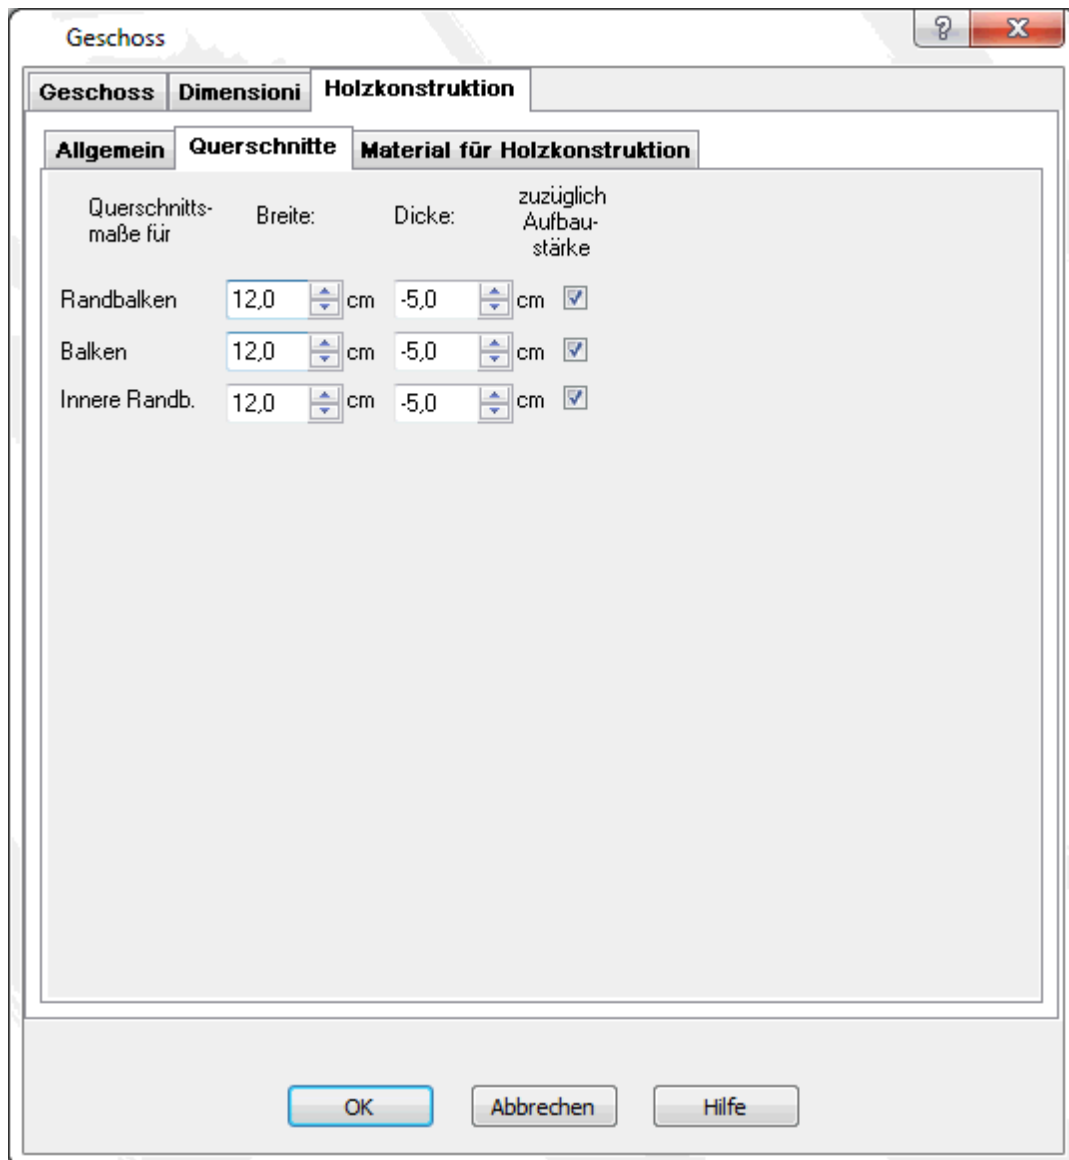 Geschoss
Geschoss Dimensioni Holzkonstruktion
Allgemein Querschnitte Material für Holzkonstruktion
Querschnitts-
maße für
Breite:
Dicke:
zuzüglich
Aufbau-
stärke
Randbalken 12,0 cm -5,0 cm
Balken 12,0 cm -5,0 cm
Innere Randb. 12,0 cm -5,0 cm
OK Abbrechen Hilfe